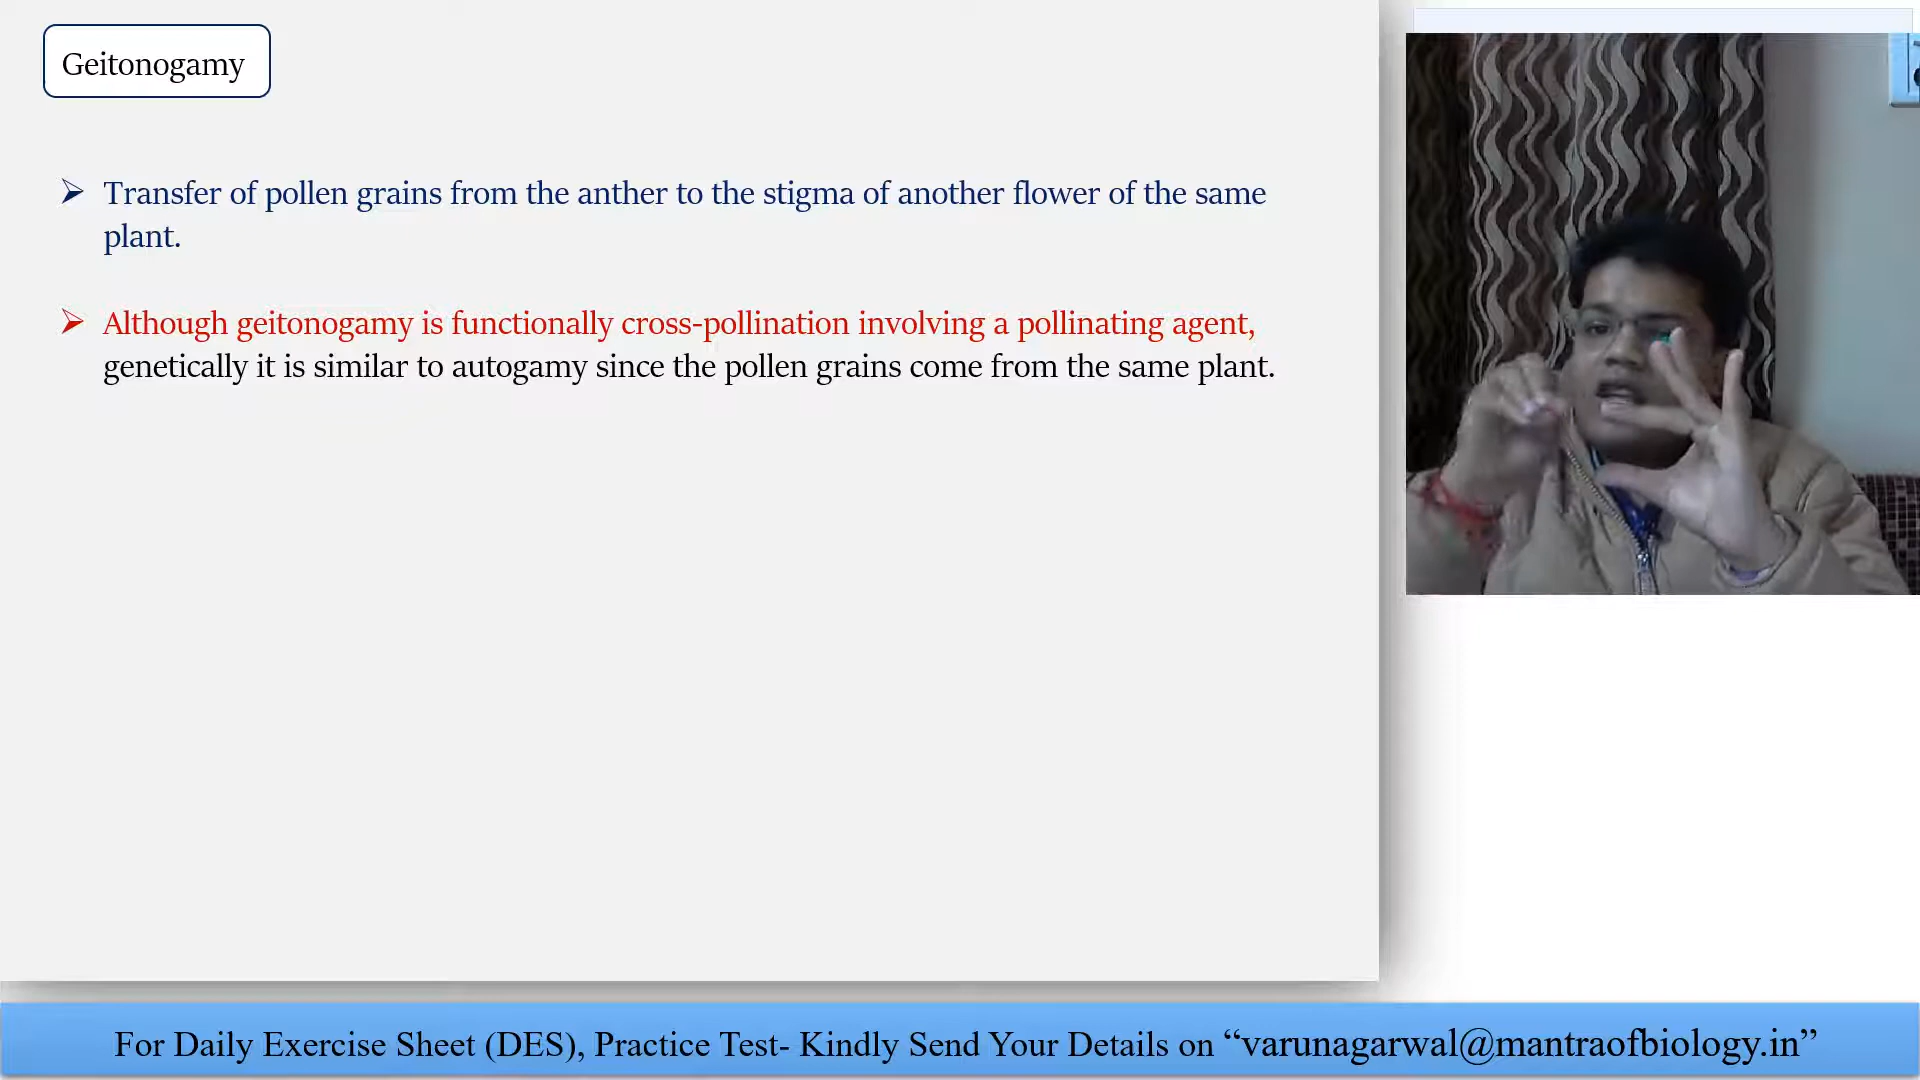 Geitonogamy
Transfer of pollen grains from the anther to the stigma of another flower of the same
plant.
Although geitonogamy is functionally cross-pollination involving a pollinating agent,
genetically it is similar to autogamy since the pollen grains come from the same plant.
For Daily Exercise Sheet (DES), Practice Test- Kindly Send Your Details on “varunagarwal@mantraofbiology.in”